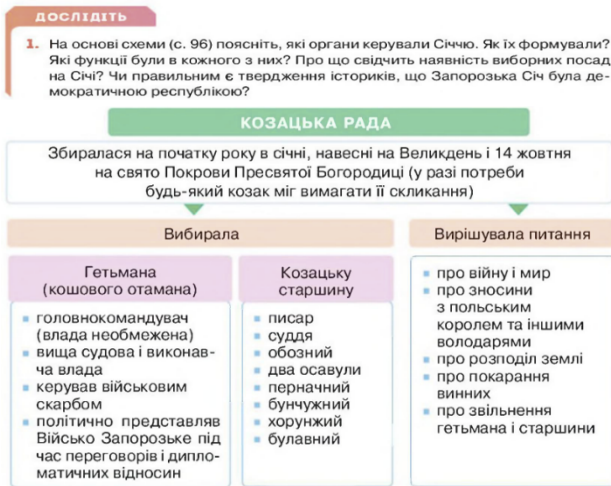 ДОСЛІДІТЬ
1. На основі схеми (с. 96) поясніть, які органи керували Січчю. Як їх формували?
Які функції були в кожного з них? Про що свідчить наявність виборних посад
на Січі? Чи правильним є твердження істориків, що Запорозька Січ була де-
мократичною республікою?
КОЗАЦЬКА РАДА
Збиралася на початку року в січні, навесні на Великдень і 14 жовтня
на свято Покрови Пресвятої Богородиці (у разі потреби
будь-який козак міг вимагати її скликання)
Вибирала
Гетьмана
(кошового отамана)
головнокомандувач
(влада необмежена)
вища судова і виконав-
ча влада
керував військовим
скарбом
політично представляв
Військо Запорозьке під
час переговорів і дипло-
матичних відносин
Козацьку
старшину
писар
суддя
обозний
два осавули
перначний
бунчужний
хорунжий
булавний
Вирішувала питання
про війну і мир
про зносини
з польським
королем та іншими
володарями
про розподіл землі
про покарання
винних
про звільнення
гетьмана і старшини